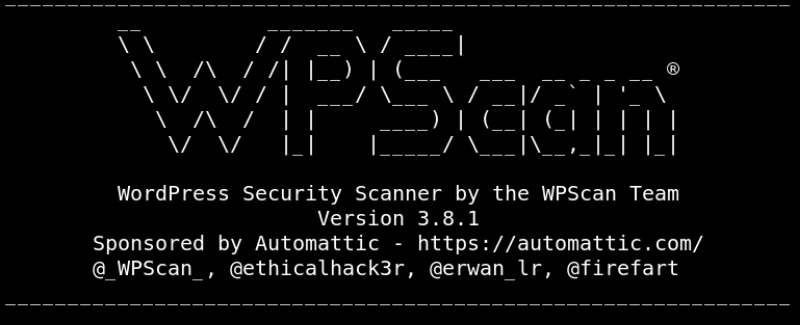 WPScan ®
WordPress Security Scanner by the WPScan Team
Version 3.8.1
Sponsored by Automattic - https://automattic.com/
@_WPScan_, @ethicalhack3r, @erwan_lr, @firefart